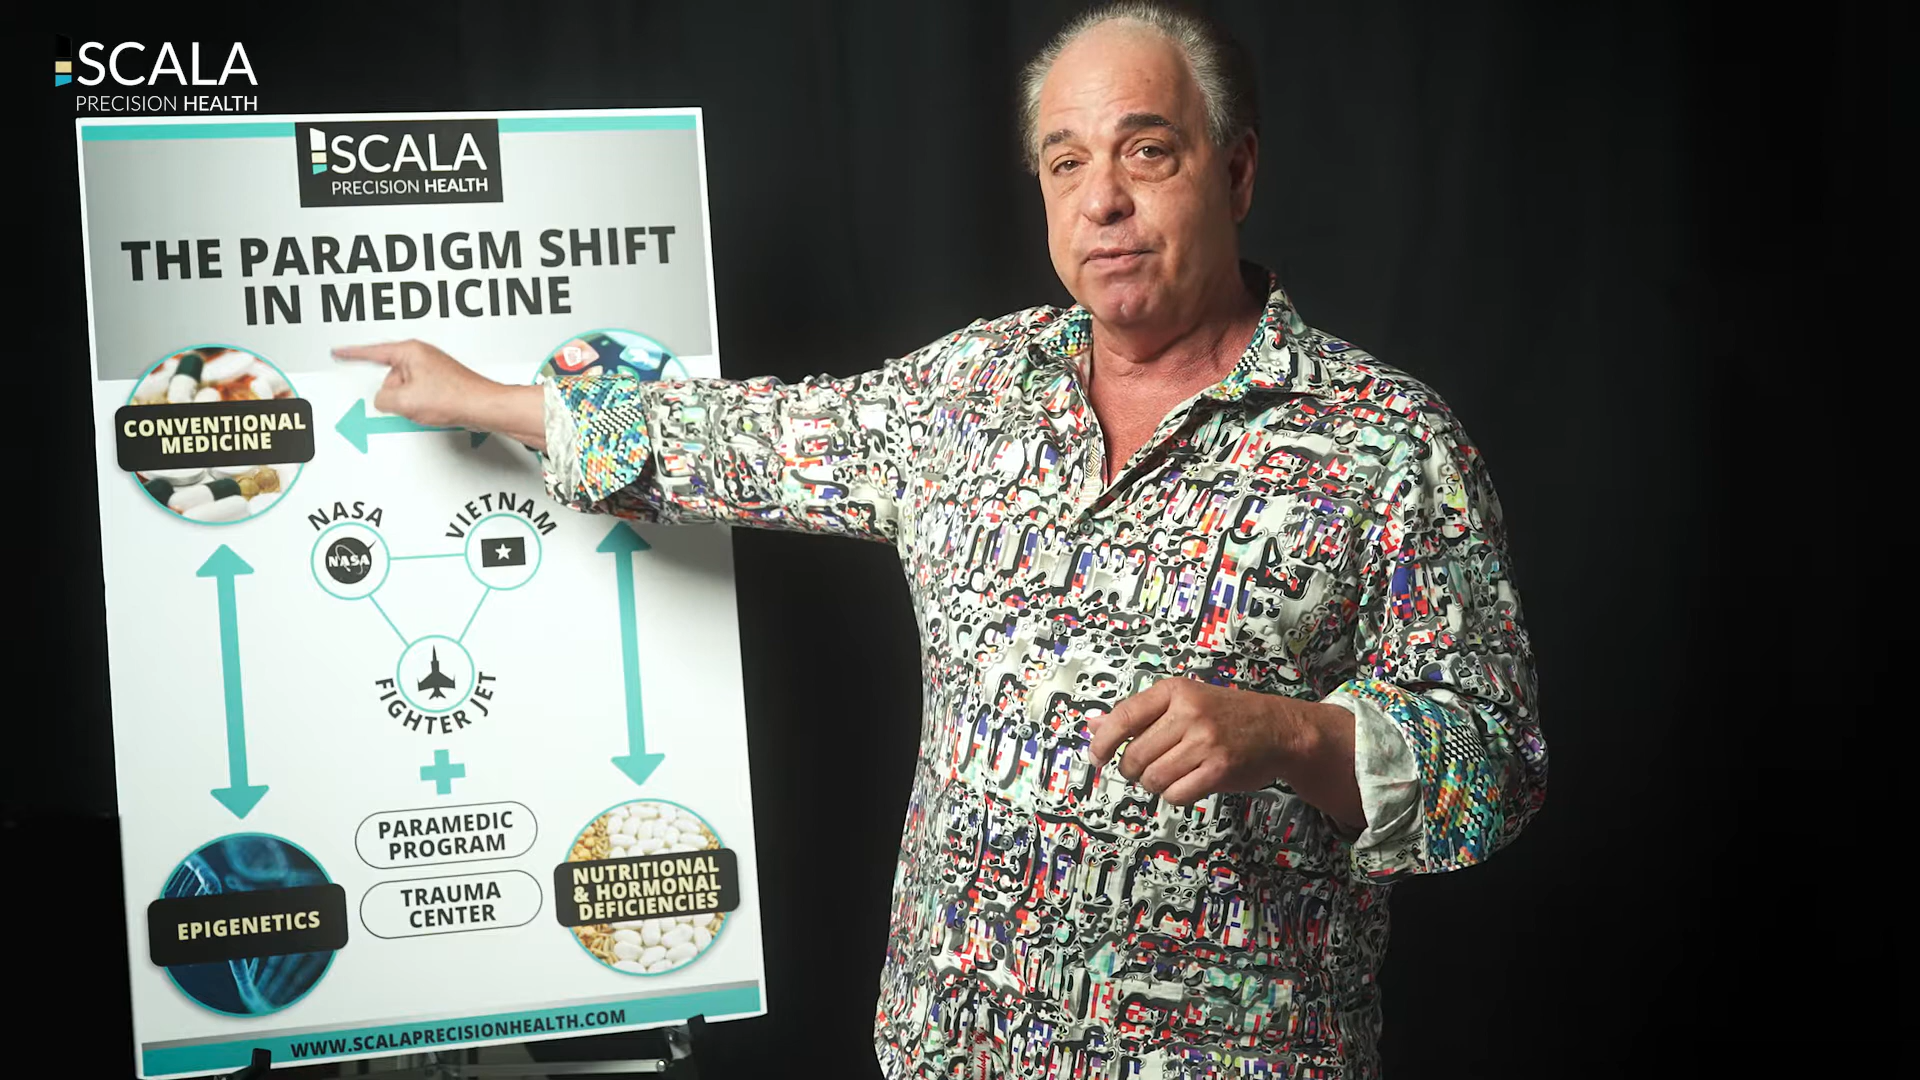 SCALA
PRECISION HEALTH
SCALA
PRECISION HEALTH
THE PARADIGM SHIFT
IN MEDICINE
CONVENTIONAL
MEDICINE
NASA
VIETNAM
NASA
FIGHTER JET
PARAMEDIC
PROGRAM
TRAUMA
CENTER
EPIGENETICS
NUTRITIONAL
& HORMONAL
DEFICIENCIES
WWW.SCALAPRECISIONHEALTH.COM